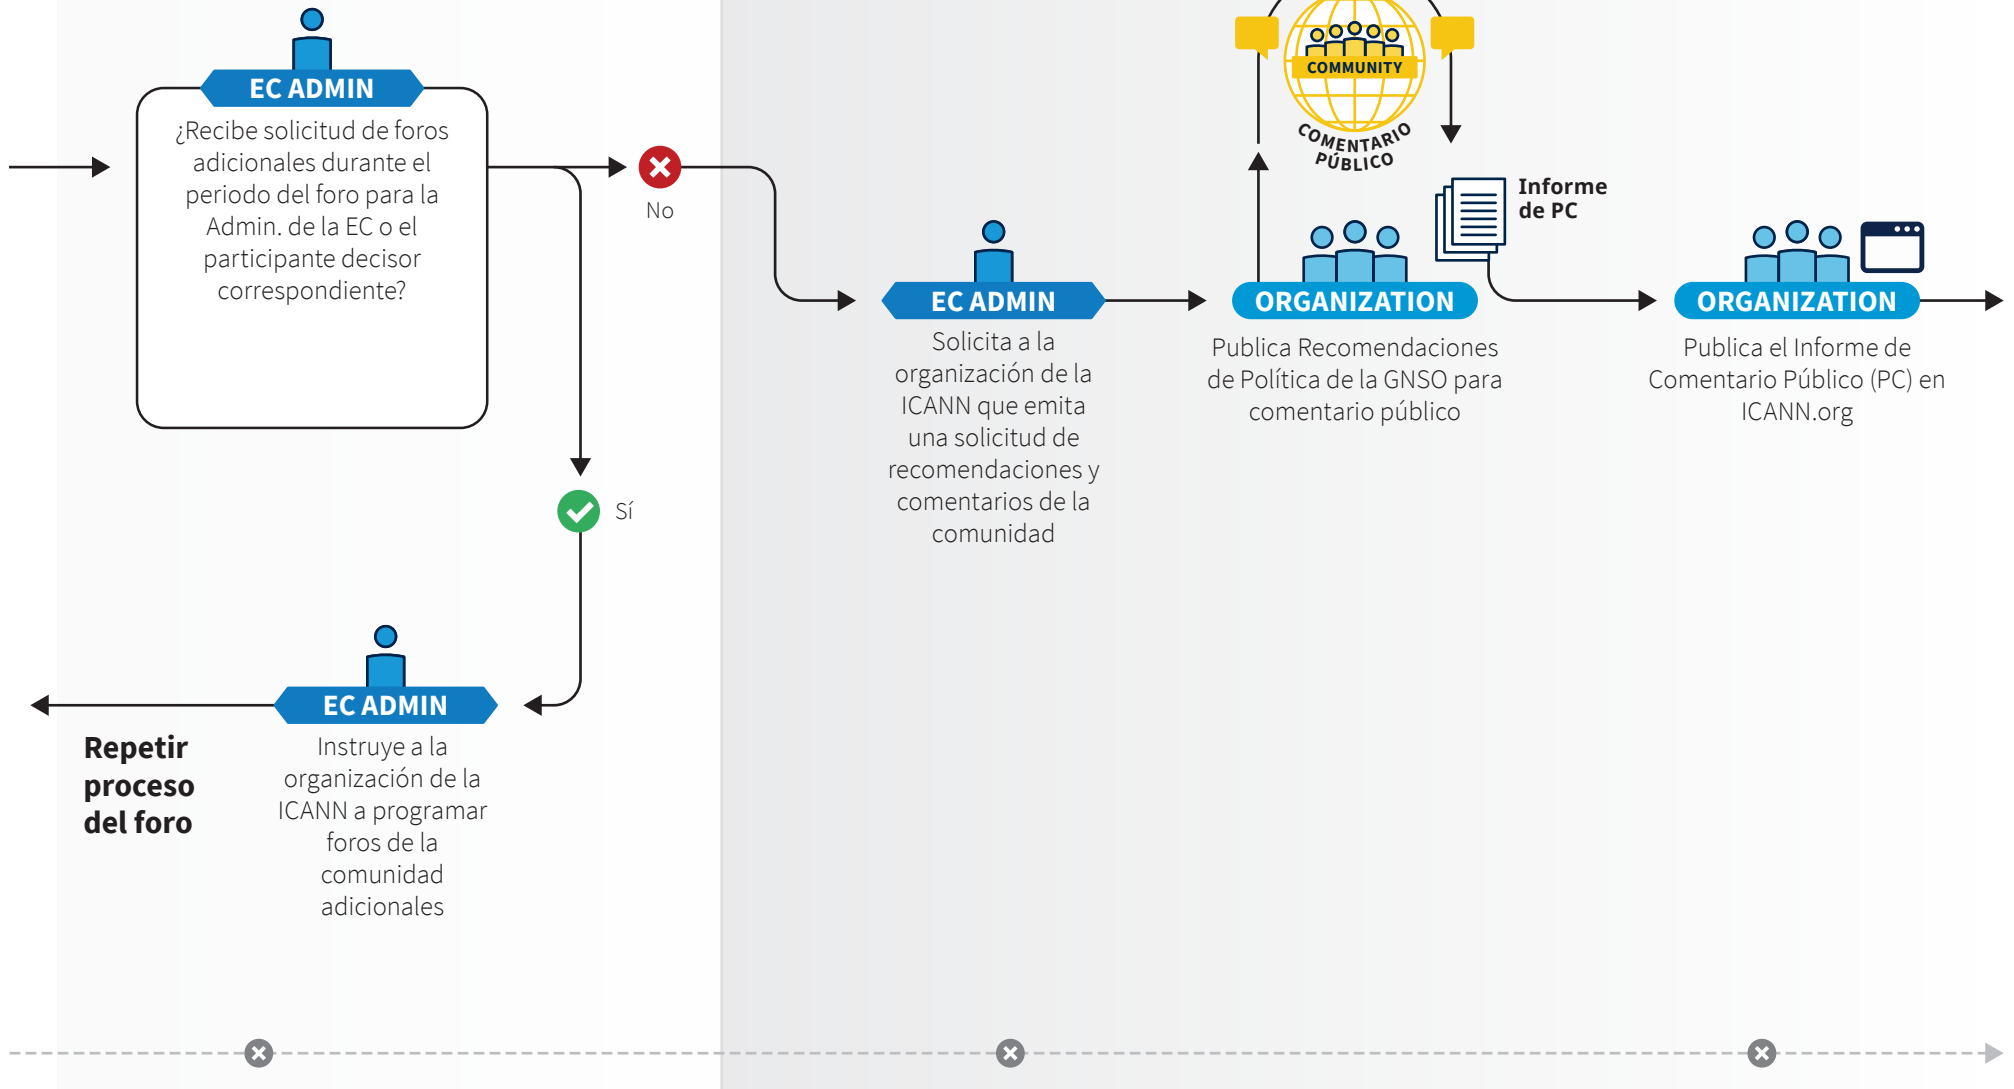 EC ADMIN
¿Recibe solicitud de foros
adicionales durante el
periodo del foro para la
Admin. de la EC o el
participante decisor
correspondiente?
No
Sí
EC ADMIN
Instruye a la
organización de la
ICANN a programar
foros de la
comunidad
adicionales
Repetir
proceso
del foro
EC ADMIN
Solicita a la
organización de la
ICANN que emita
una solicitud de
recomendaciones y
comentarios de la
comunidad
COMMUNITY
COMENTARIO
PÚBLICO
ORGANIZATION
Publica Recomendaciones
de Política de la GNSO para
comentario público
Informe
de PC
ORGANIZATION
Publica el Informe de
Comentario Público (PC) en
ICANN.org